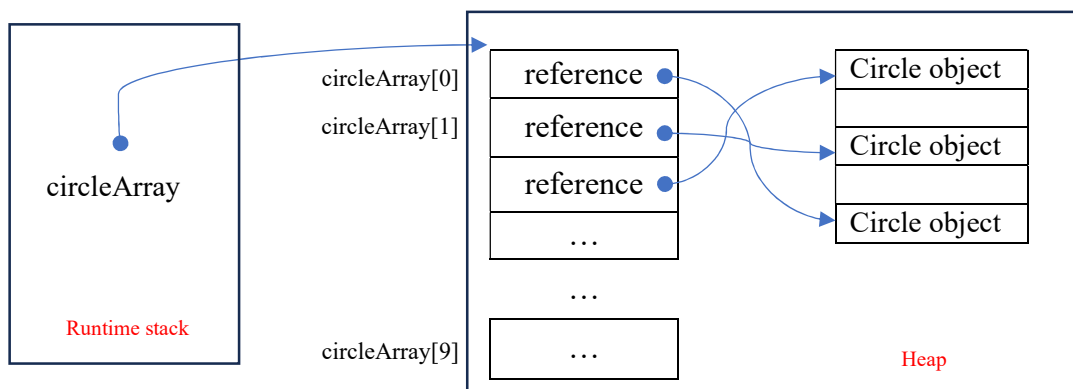 circleArray
Runtime stack
circleArray[0]
reference
circleArray[1]
reference
reference
…
…
circleArray[9]
…
Circle object
Circle object
Circle object
Heap